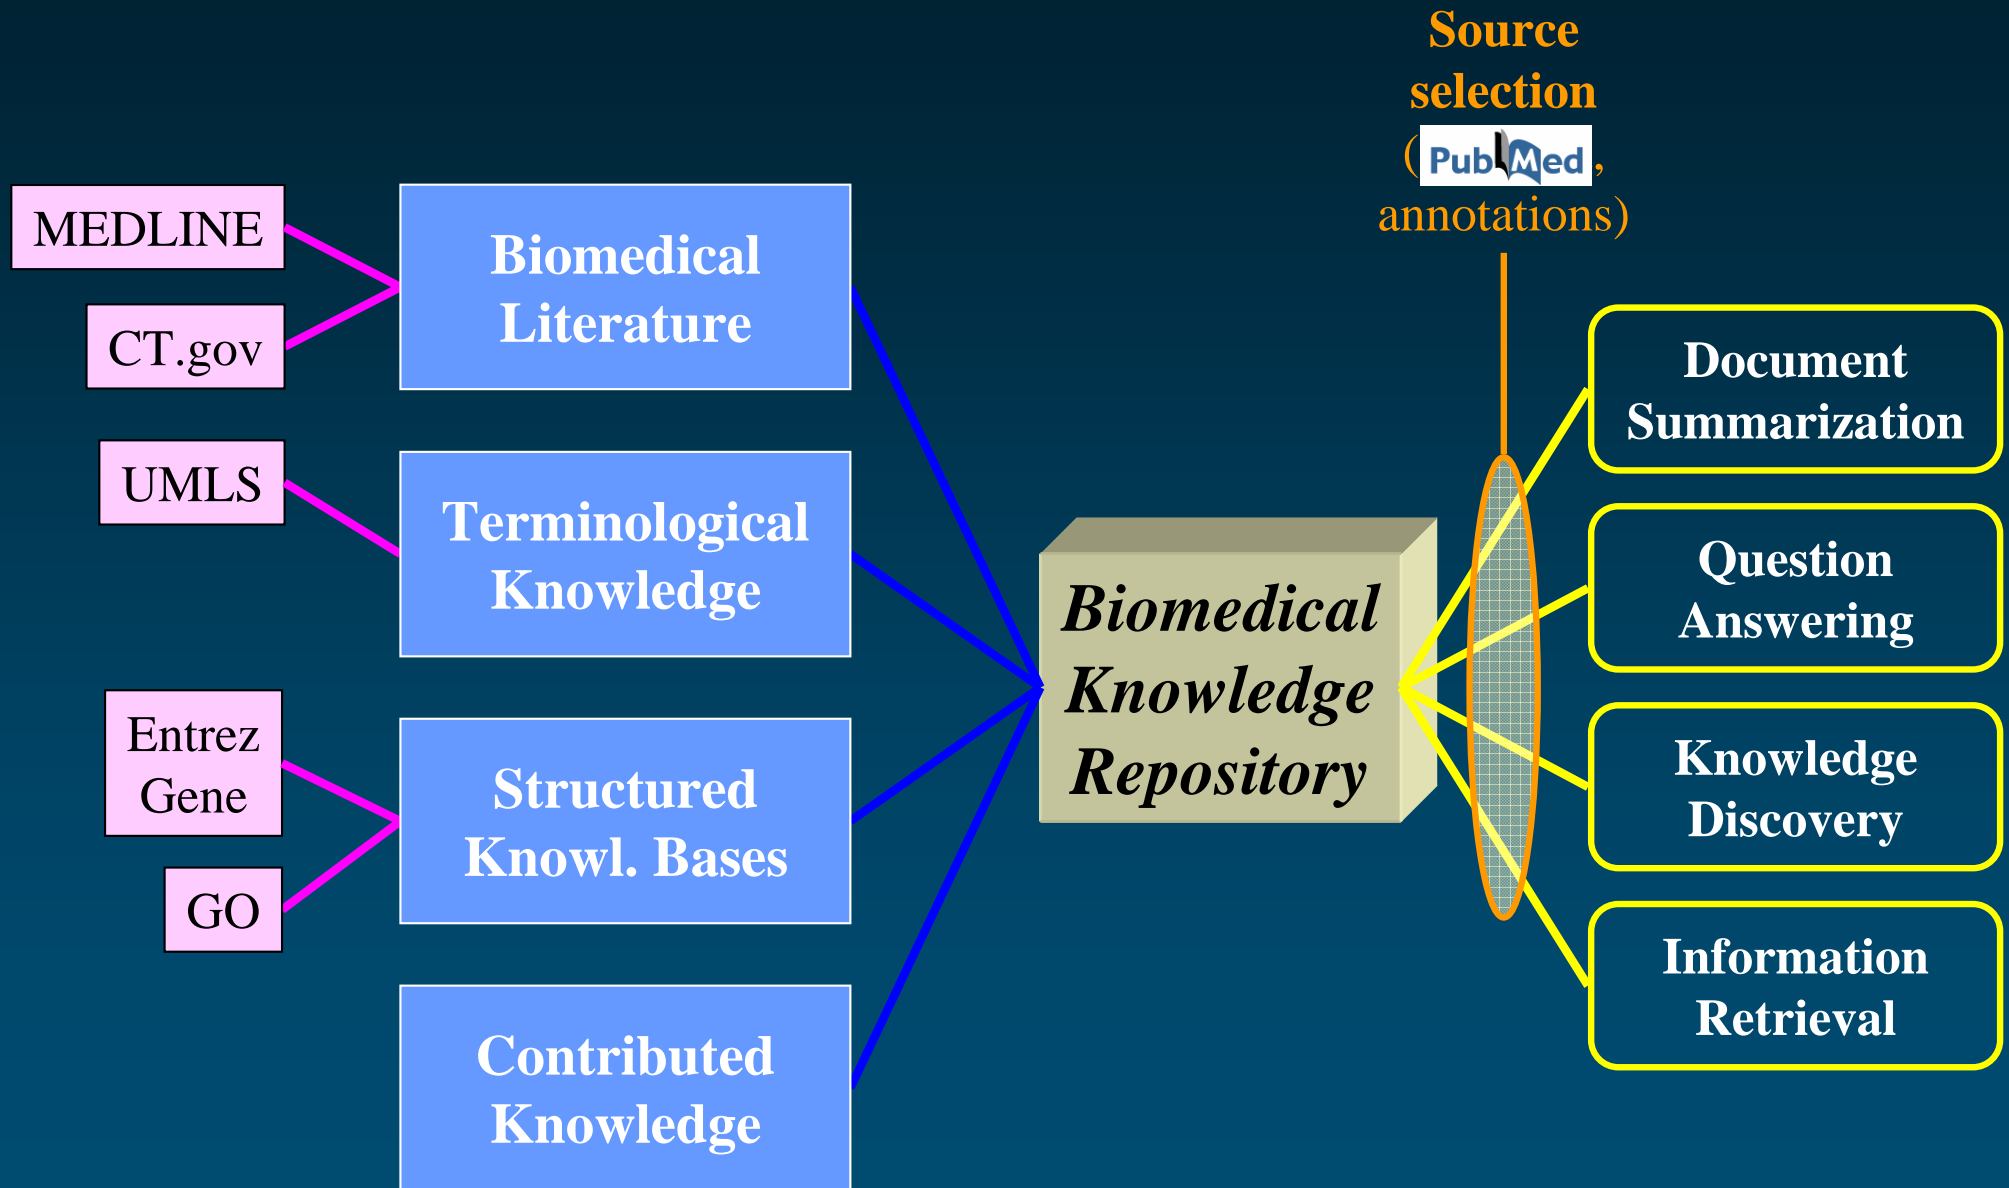 Source
selection
(PubMed,
annotations)
MEDLINE
CT.gov
UMLS
Entrez
Gene
GO
Biomedical
Literature
Terminological
Knowledge
Structured
Knowl. Bases
Contributed
Knowledge
Biomedical
Knowledge
Repository
Document
Summarization
Question
Answering
Knowledge
Discovery
Information
Retrieval